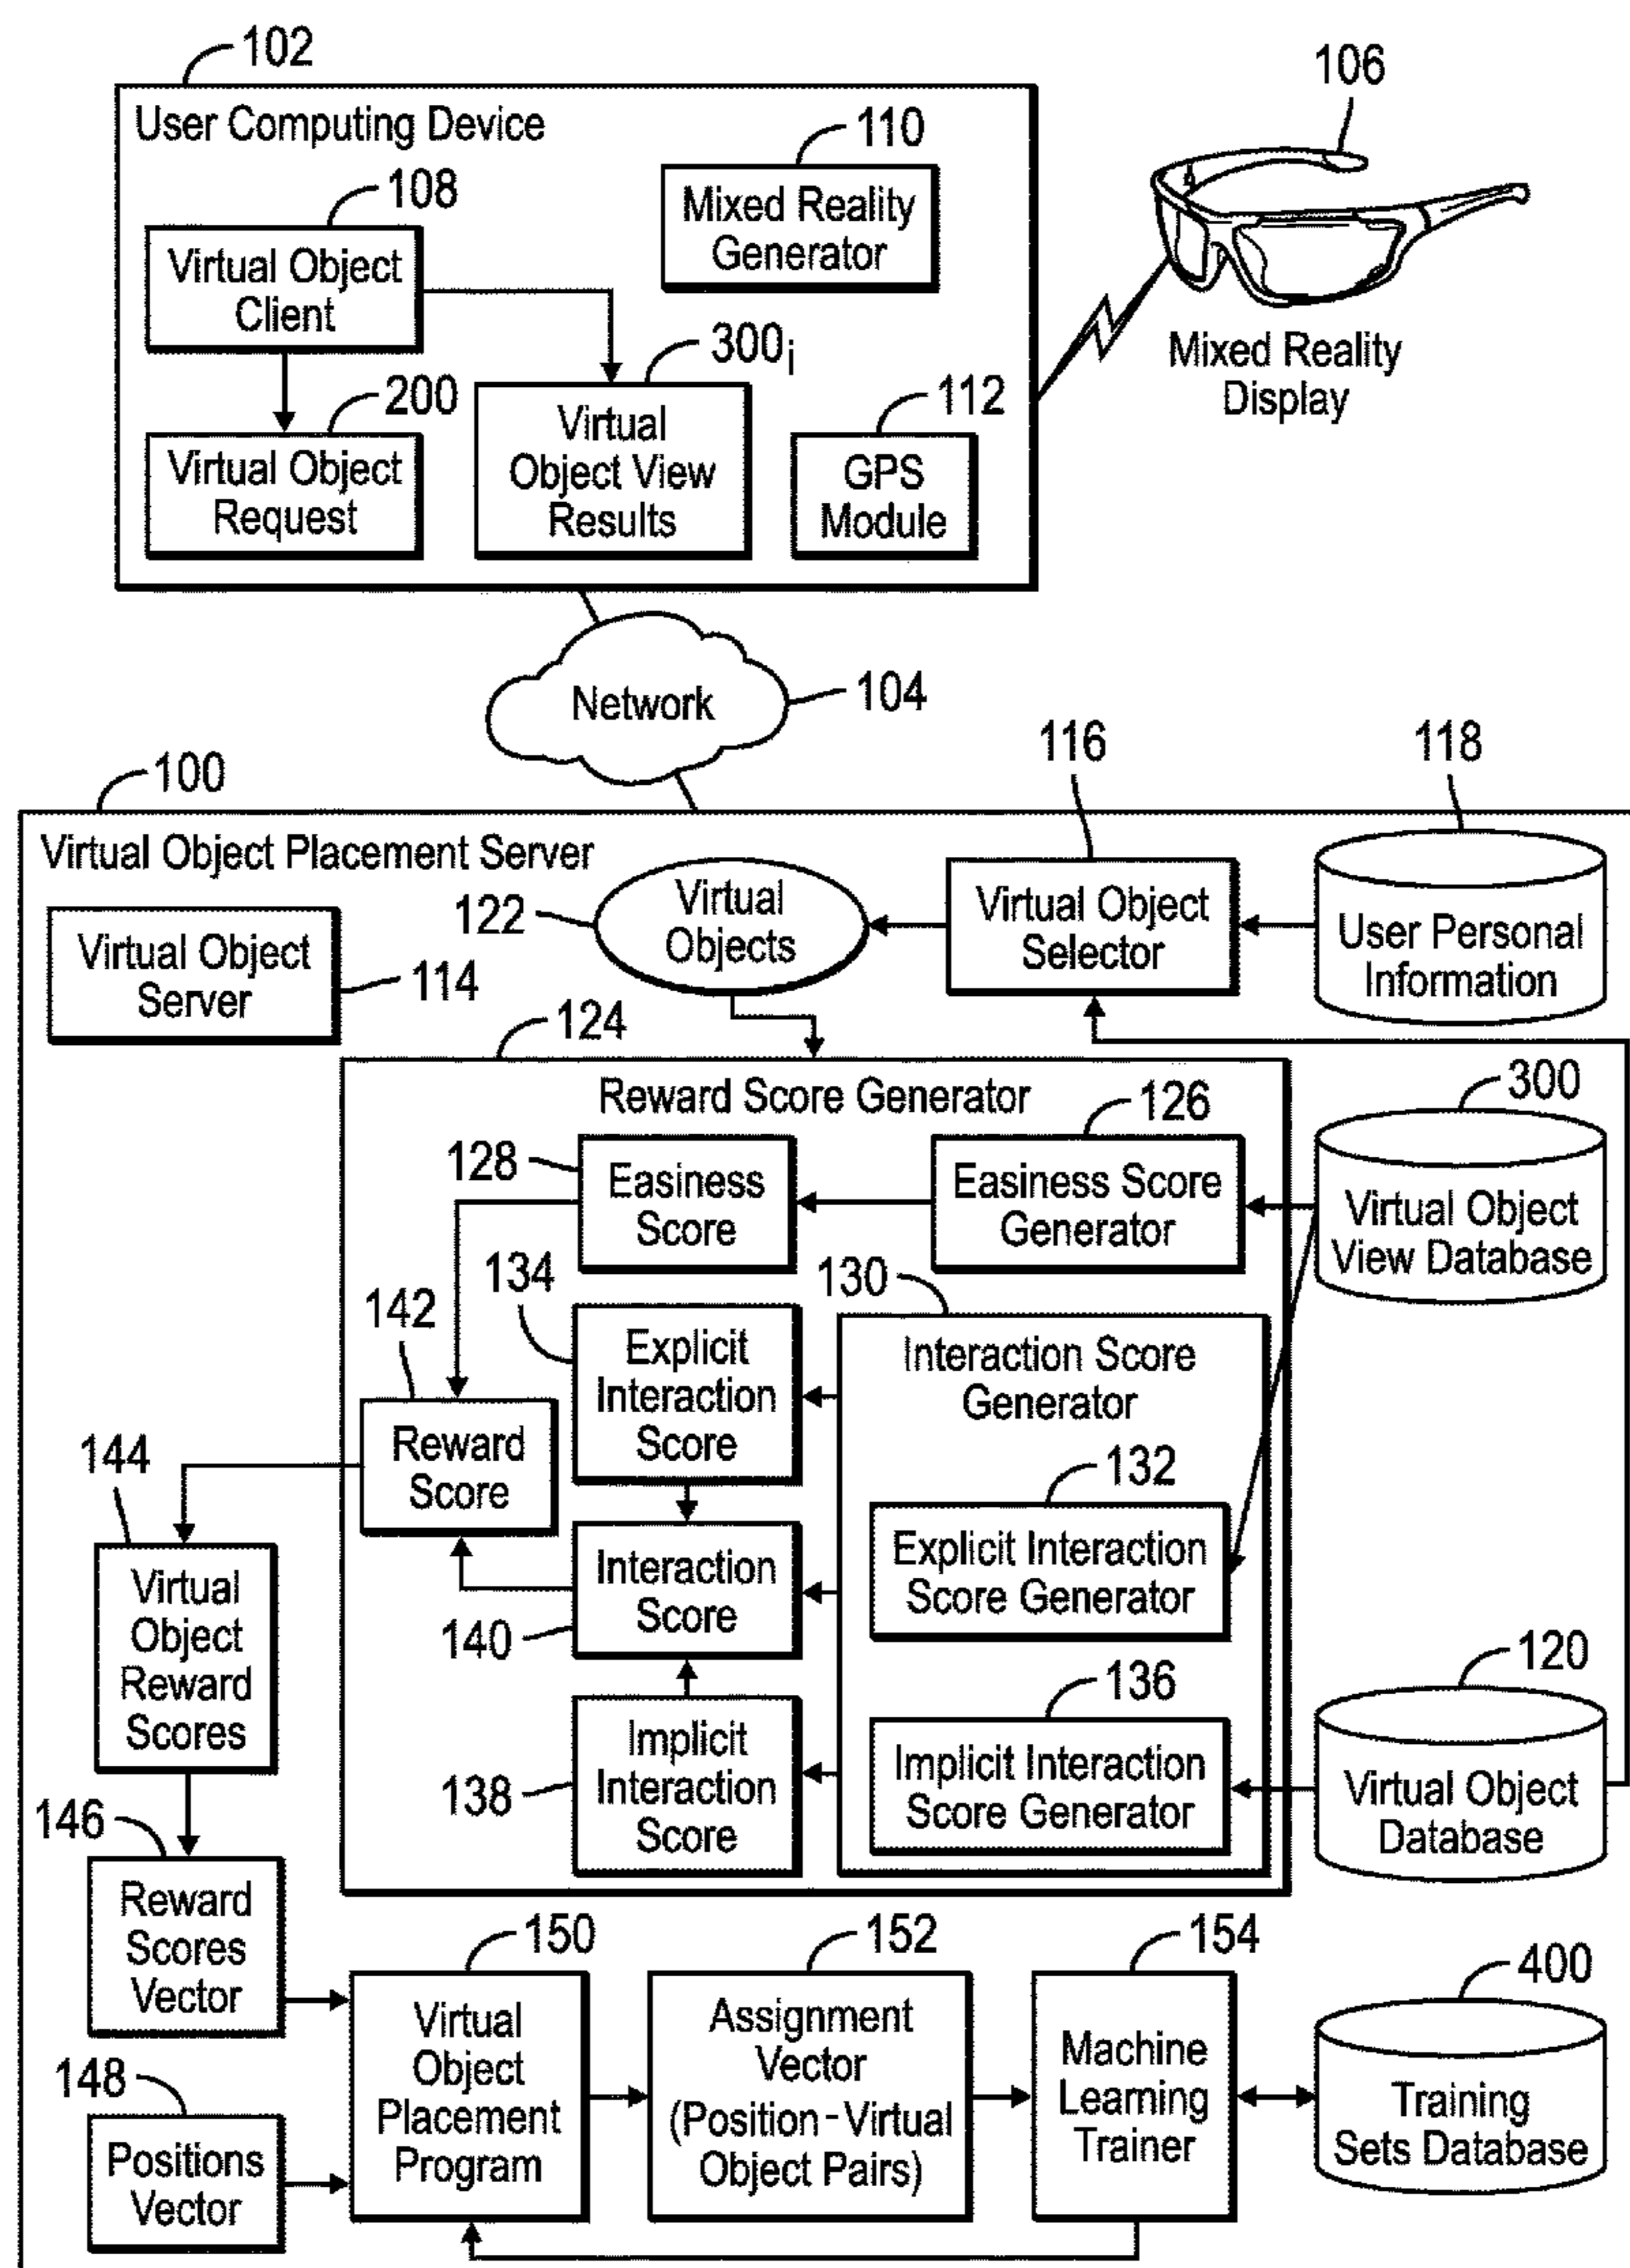 102
User Computing Device
110
106
108
Mixed Reality
Generator
Virtual Object
Client
300i
Mixed Reality
Display
200
112
Virtual Object
Request
Virtual
Object View
Results
GPS
Module
Network
104
100
116
118
Virtual Object Placement Server
122
Virtual
Objects
Virtual Object
Selector
User Personal
Information
Virtual Object
Server
114
124
Reward Score Generator
126
300
128
Easiness
Score
Easiness Score
Generator
Virtual Object
View Database
134
130
142
Explicit
Interaction
Score
Interaction Score
Generator
144
Reward
Score
132
Virtual
Object
Reward
Scores
Interaction
Score
Explicit Interaction
Score Generator
140
120
136
138
Implicit
Interaction
Score
Implicit Interaction
Score Generator
Virtual Object
Database
146
Reward
Scores
Vector
150
152
154
400
Virtual
Object
Placement
Program
Assignment
Vector
(Position-Virtual
Object Pairs)
Machine
Learning
Trainer
Training
Sets Database
148
Positions
Vector